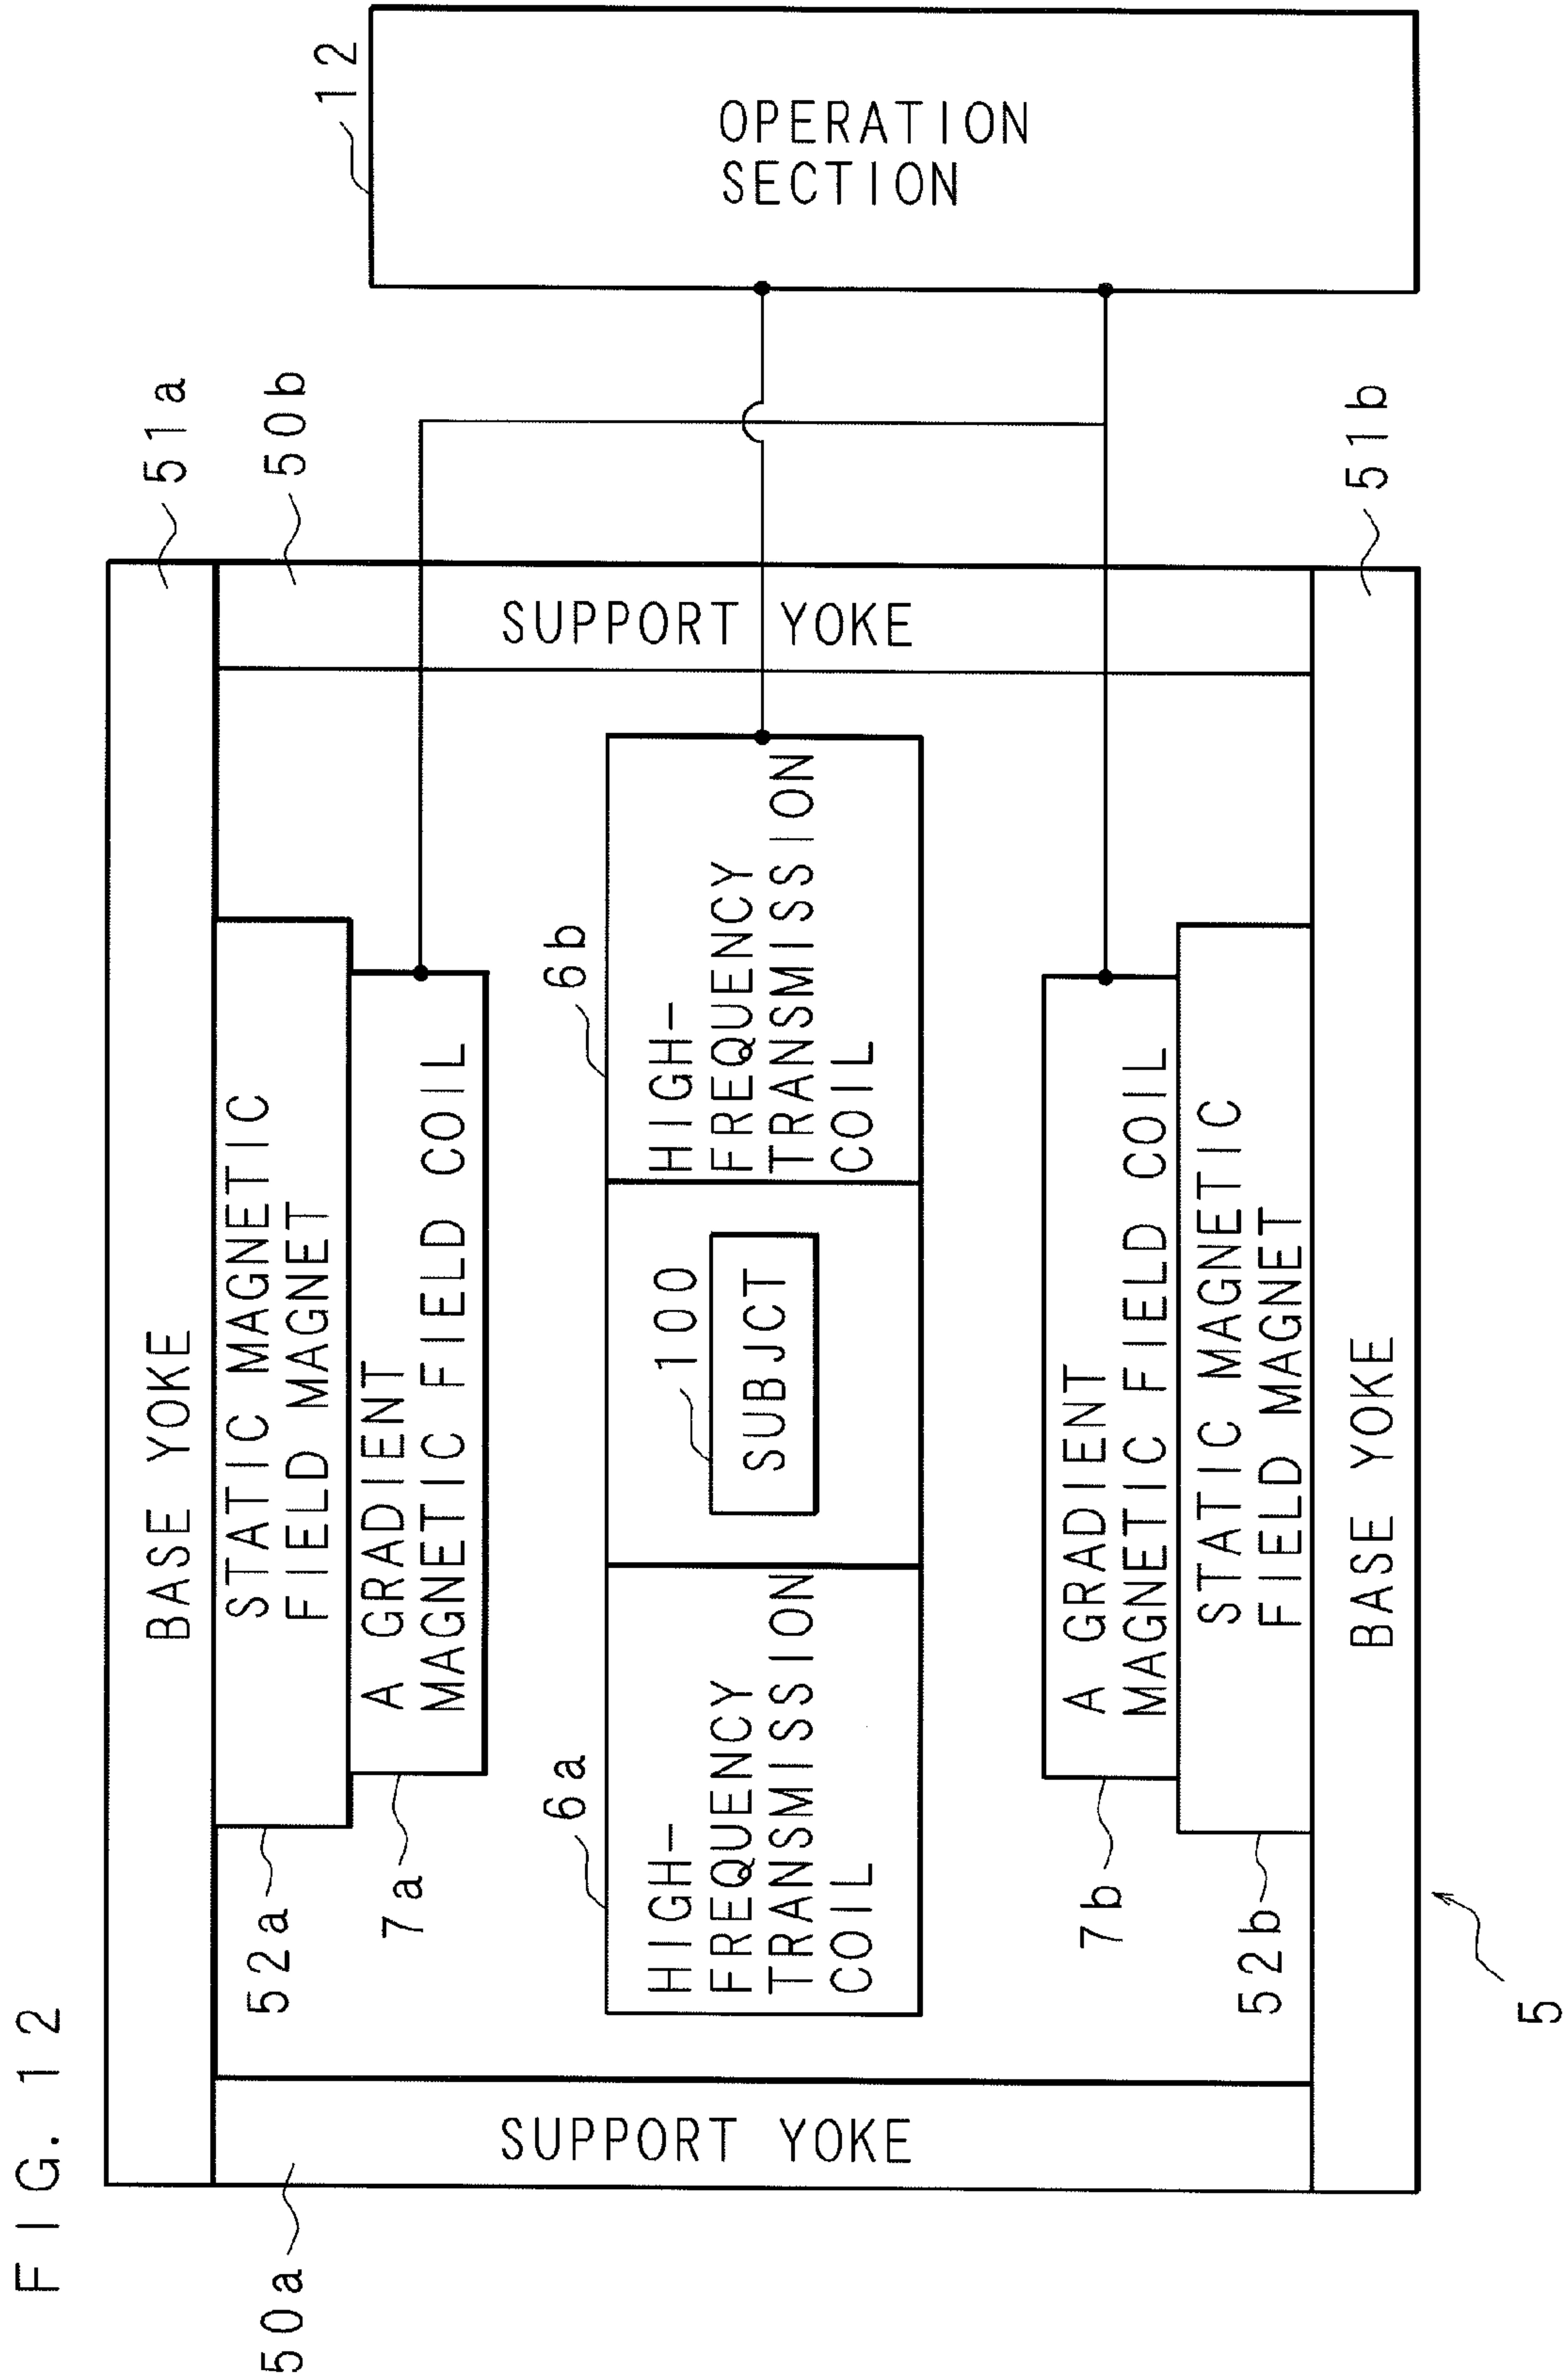 FIG. 12
51a
BASE YOKE
50b
50a
52a
STATIC MAGNETIC
FIELD MAGNET
7a
A GRADIENT
MAGNETIC FIELD COIL
12
OPERATION
SECTION
SUPPORT YOKE
SUPPORT YOKE
6a
HIGH-
FREQUENCY
TRANSMISSION
COIL
100
SUBJCT
6b
HIGH-
FREQUENCY
TRANSMISSION
COIL
7b
A GRADIENT
MAGNETIC FIELD COIL
52b
STATIC MAGNETIC
FIELD MAGNET
51b
BASE YOKE
5